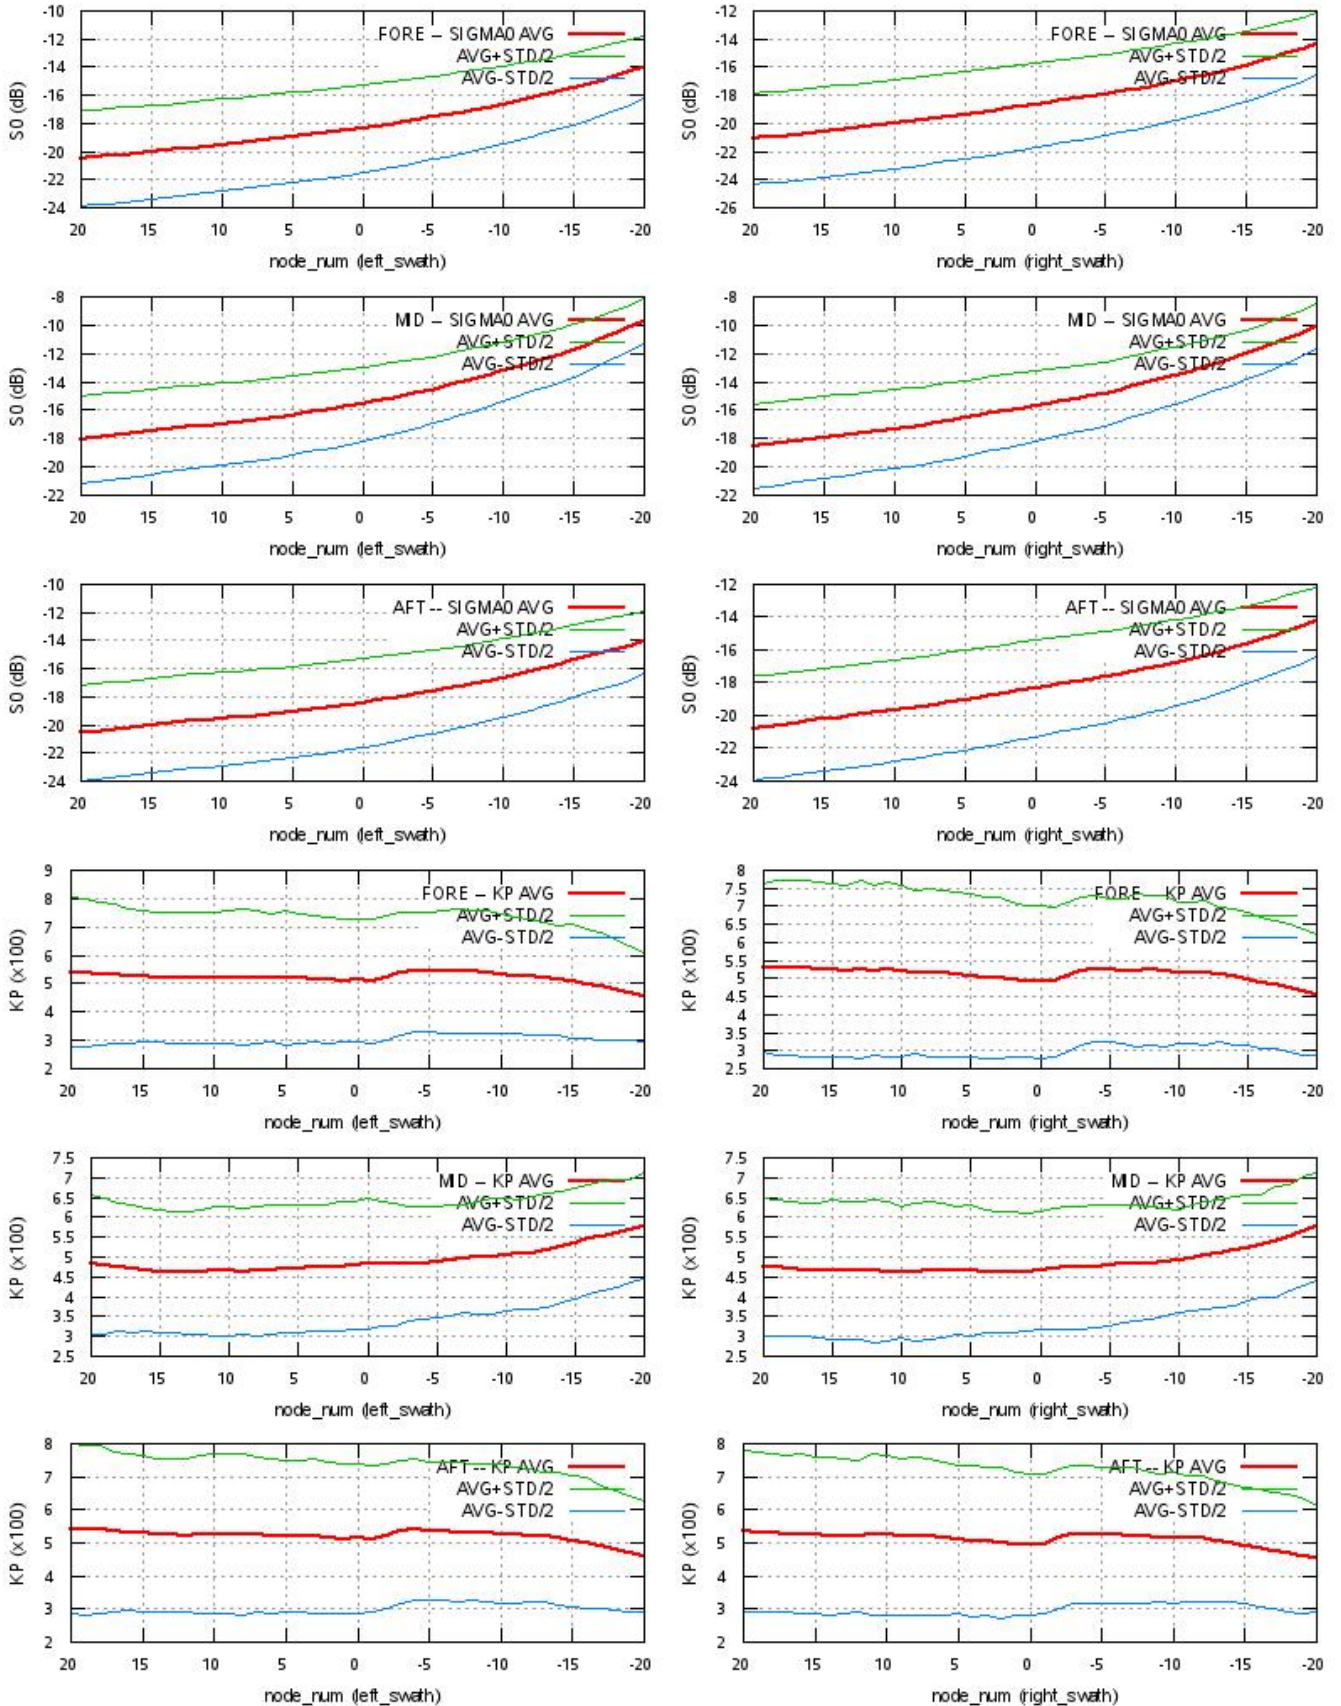 -10
-12
-14
-16
-18
-20
-22
-24
S0 (dB)
FORE – SIGMA0 AVG
AVG+STD/2
AVG-STD/2
20 15 10 5 0 -5 -10 -15 -20
node_num (left_swath)
-12
-14
-16
-18
-20
-22
-24
-26
S0 (dB)
FORE – SIGMA0 AVG
AVG+STD/2
AVG-STD/2
20 15 10 5 0 -5 -10 -15 -20
node_num (right_swath)
-8
-10
-12
-14
-16
-18
-20
-22
S0 (dB)
MID – SIGMA0 AVG
AVG+STD/2
AVG-STD/2
20 15 10 5 0 -5 -10 -15 -20
node_num (left_swath)
-8
-10
-12
-14
-16
-18
-20
-22
S0 (dB)
MID – SIGMA0 AVG
AVG+STD/2
AVG-STD/2
20 15 10 5 0 -5 -10 -15 -20
node_num (right_swath)
-10
-12
-14
-16
-18
-20
-22
-24
S0 (dB)
AFT -- SIGMA0 AVG
AVG+STD/2
AVG-STD/2
20 15 10 5 0 -5 -10 -15 -20
node_num (left_swath)
-12
-14
-16
-18
-20
-22
-24
S0 (dB)
AFT -- SIGMA0 AVG
AVG+STD/2
AVG-STD/2
20 15 10 5 0 -5 -10 -15 -20
node_num (right_swath)
9
8
7
6
5
4
3
2
KP (x100)
FORE – KP AVG
AVG+STD/2
AVG-STD/2
20 15 10 5 0 -5 -10 -15 -20
node_num (left_swath)
8
7.5
7
6.5
6
5.5
5
4.5
4
3.5
3
2.5
KP (x100)
FORE – KP AVG
AVG+STD/2
AVG-STD/2
20 15 10 5 0 -5 -10 -15 -20
node_num (right_swath)
7.5
7
6.5
6
5.5
5
4.5
4
3.5
3
2.5
KP (x100)
MID – KP AVG
AVG+STD/2
AVG-STD/2
20 15 10 5 0 -5 -10 -15 -20
node_num (left_swath)
7.5
7
6.5
6
5.5
5
4.5
4
3.5
3
2.5
KP (x100)
MID – KP AVG
AVG+STD/2
AVG-STD/2
20 15 10 5 0 -5 -10 -15 -20
node_num (right_swath)
8
7
6
5
4
3
2
KP (x100)
AFT -- KP AVG
AVG+STD/2
AVG-STD/2
20 15 10 5 0 -5 -10 -15 -20
node_num (left_swath)
8
7
6
5
4
3
2
KP (x100)
AFT -- KP AVG
AVG+STD/2
AVG-STD/2
20 15 10 5 0 -5 -10 -15 -20
node_num (right_swath)